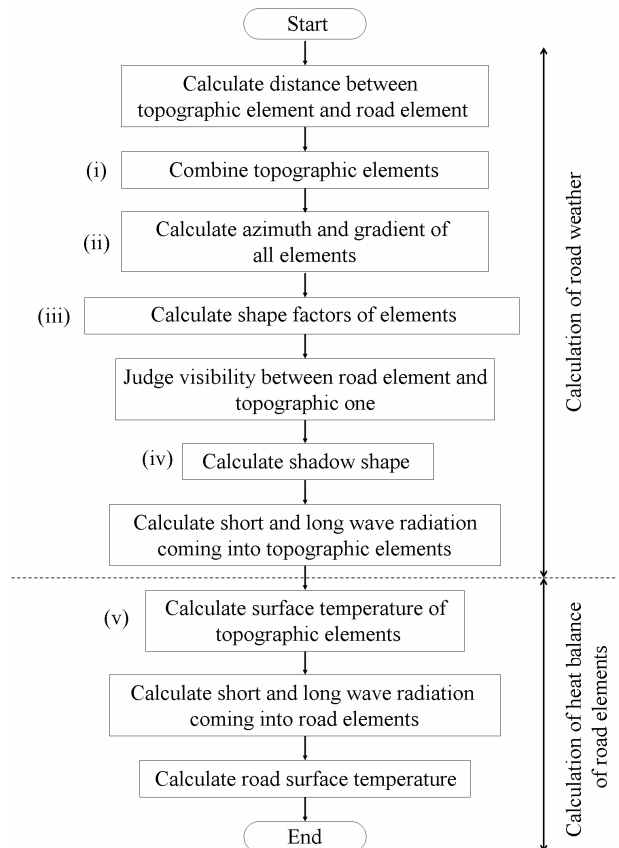 Start
Calculate distance between
topographic element and road element
(i)
Combine topographic elements
(ii)
Calculate azimuth and gradient of
all elements
(iii)
Calculate shape factors of elements
Judge visibility between road element and
topographic one
(iv)
Calculate shadow shape
Calculate short and long wave radiation
coming into topographic elements
Calculation of road weather
(v)
Calculate surface temperature of
topographic elements
Calculate short and long wave radiation
coming into road elements
Calculate road surface temperature
End
Calculation of heat balance
of road elements